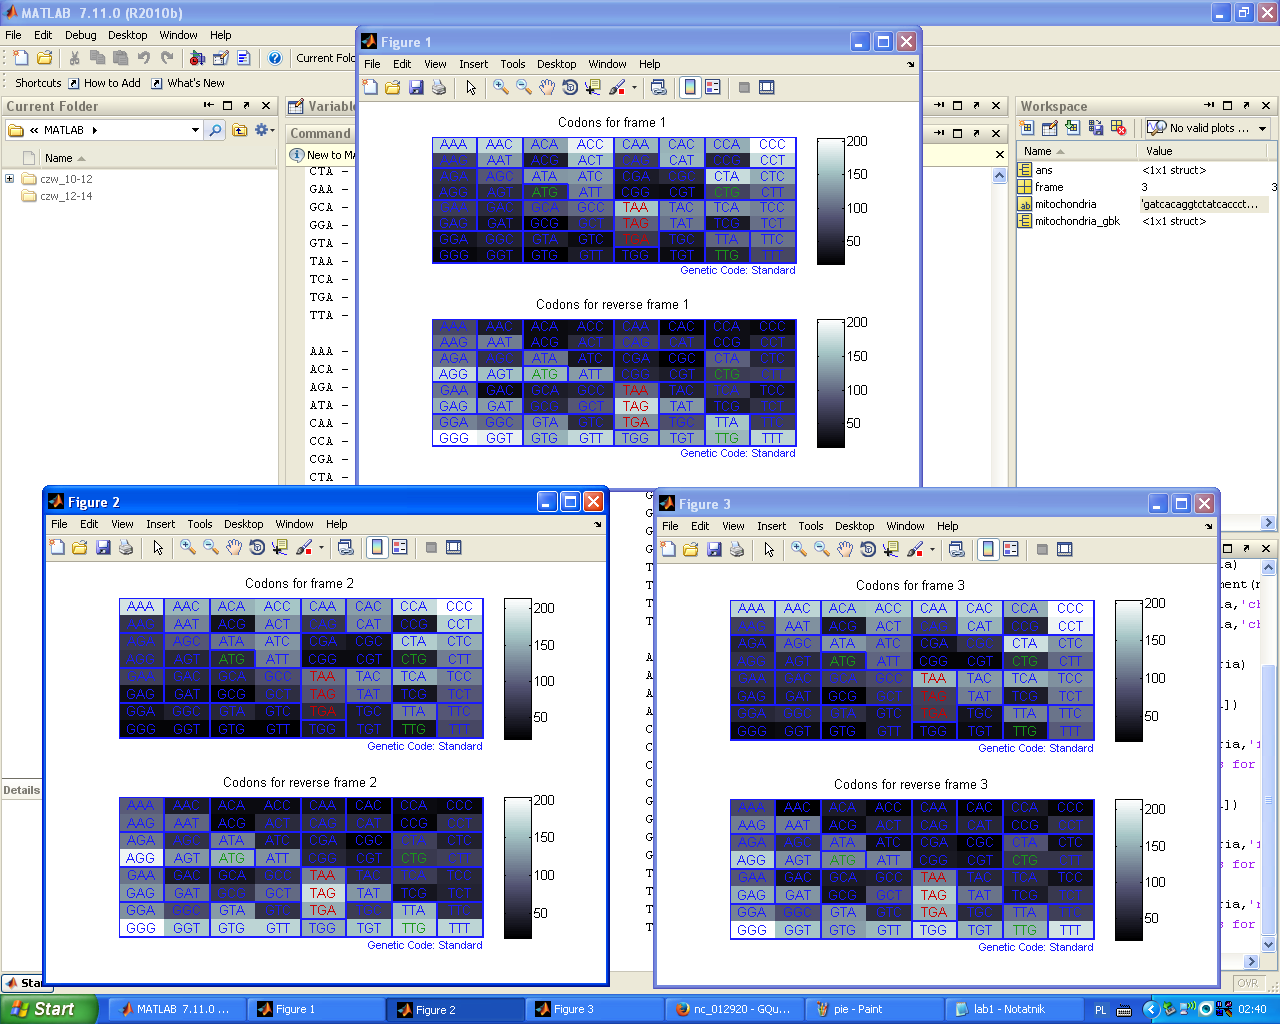 MATLAB 7.11.0 (R2010b)
File Edit Debug Desktop Window Help
Current Fold
Shortcuts How to Add What's New
Current Folder
« MATLAB
Name
czw_10-12
czw_12-14
Details
Variab
Command
New to MA
CTA -
GAA -
GCA -
GGA -
GTA -
TAA -
TCA -
TGA -
TTA -
AAA -
ACA -
AGA -
ATA -
CAA -
CCA -
CGA -
CTA -
Figure 1
File Edit View Insert Tools Desktop Window Help
Codons for frame 1
AAA AAC ACA ACC CAA CAC CCA CCC
AAG AAT ACG ACT CAG CAT CCG CCT
AGA AGC ATA ATC CGA CGC CTA CTC
AGG AGT ATG ATT CGG CGT CTG CTT
GAA GAC GCA GCC TAA TAC TCA TCC
GAG GAT GCG GCT TAG TAT TCG TCT
GGA GGC GTA GTC TGA TGC TTA TTC
GGG GGT GTG GTT TGG TGT TTG TTT
Genetic Code: Standard
200
150
100
50
Codons for reverse frame 1
AAA AAC ACA ACC CAA CAC CCA CCC
AAG AAT ACG ACT CAG CAT CCG CCT
AGA AGC ATA ATC CGA CGC CTA CTC
AGG AGT ATG ATT CGG CGT CTG CTT
GAA GAC GCA GCC TAA TAC TCA TCC
GAG GAT GCG GCT TAG TAT TCG TCT
GGA GGC GTA GTC TGA TGC TTA TTC
GGG GGT GTG GTT TGG TGT TTG TTT
Genetic Code: Standard
200
150
100
50
Workspace
No valid plots ...
Name Value
ans <1x1 struct>
frame 3 3
mitochondria 'gatcacaggtctatcaccct...
mitochondria_gbk <1x1 struct>
Figure 2
File Edit View Insert Tools Desktop Window Help
Codons for frame 2
AAA AAC ACA ACC CAA CAC CCA CCC
AAG AAT ACG ACT CAG CAT CCG CCT
AGA AGC ATA ATC CGA CGC CTA CTC
AGG AGT ATG ATT CGG CGT CTG CTT
GAA GAC GCA GCC TAA TAC TCA TCC
GAG GAT GCG GCT TAG TAT TCG TCT
GGA GGC GTA GTC TGA TGC TTA TTC
GGG GGT GTG GTT TGG TGT TTG TTT
Genetic Code: Standard
200
150
100
50
Codons for reverse frame 2
AAA AAC ACA ACC CAA CAC CCA CCC
AAG AAT ACG ACT CAG CAT CCG CCT
AGA AGC ATA ATC CGA CGC CTA CTC
AGG AGT ATG ATT CGG CGT CTG CTT
GAA GAC GCA GCC TAA TAC TCA TCC
GAG GAT GCG GCT TAG TAT TCG TCT
GGA GGC GTA GTC TGA TGC TTA TTC
GGG GGT GTG GTT TGG TGT TTG TTT
Genetic Code: Standard
200
150
100
50
Figure 3
File Edit View Insert Tools Desktop Window Help
Codons for frame 3
AAA AAC ACA ACC CAA CAC CCA CCC
AAG AAT ACG ACT CAG CAT CCG CCT
AGA AGC ATA ATC CGA CGC CTA CTC
AGG AGT ATG ATT CGG CGT CTG CTT
GAA GAC GCA GCC TAA TAC TCA TCC
GAG GAT GCG GCT TAG TAT TCG TCT
GGA GGC GTA GTC TGA TGC TTA TTC
GGG GGT GTG GTT TGG TGT TTG TTT
Genetic Code: Standard
200
150
100
50
Codons for reverse frame 3
AAA AAC ACA ACC CAA CAC CCA CCC
AAG AAT ACG ACT CAG CAT CCG CCT
AGA AGC ATA ATC CGA CGC CTA CTC
AGG AGT ATG ATT CGG CGT CTG CTT
GAA GAC GCA GCC TAA TAC TCA TCC
GAG GAT GCG GCT TAG TAT TCG TCT
GGA GGC GTA GTC TGA TGC TTA TTC
GGG GGT GTG GTT TGG TGT TTG TTT
Genetic Code: Standard
200
150
100
50
Star
OVR
Start MATLAB 7.11.0 ... Figure 1 Figure 2 Figure 3 nc_012920 - GQu... pie - Paint lab1 - Notatnik PL 02:40